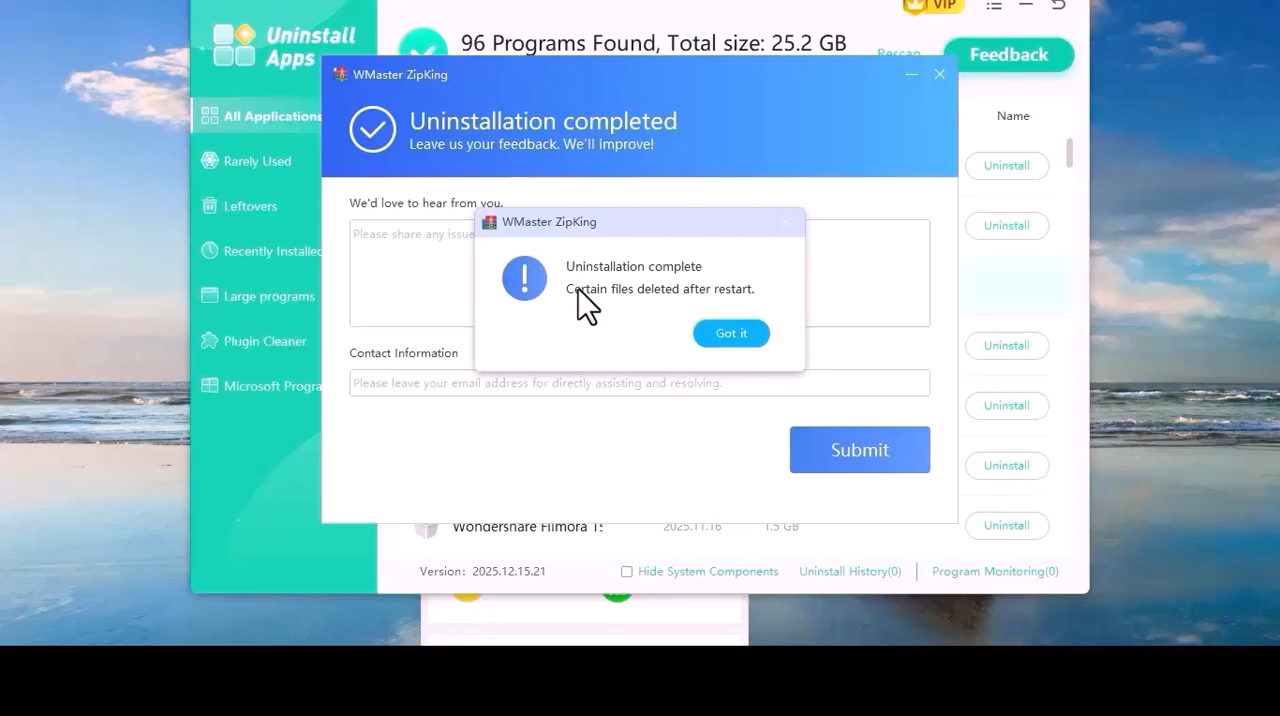 VIP
Uninstall
Apps
96 Programs Found, Total size: 25.2 GB
Rescan
Feedback
WMaster ZipKing
Uninstallation completed
Leave us your feedback. We'll improve!
All Applications
Name
Rarely Used
Uninstall
Leftovers
We'd love to hear from you.
Please share any issue
WMaster ZipKing
Uninstall
Recently Installed
Uninstallation complete
Certain files deleted after restart.
Large programs
Got it
Plugin Cleaner
Uninstall
Contact Information
Microsoft Progra
Please leave your email address for directly assisting and resolving.
Uninstall
Submit
Uninstall
Wondershare Filmora 15
2025.11.16
1.5 GB
Uninstall
Version: 2025.12.15.21
Hide System Components
Uninstall History(0)
Program Monitoring(0)